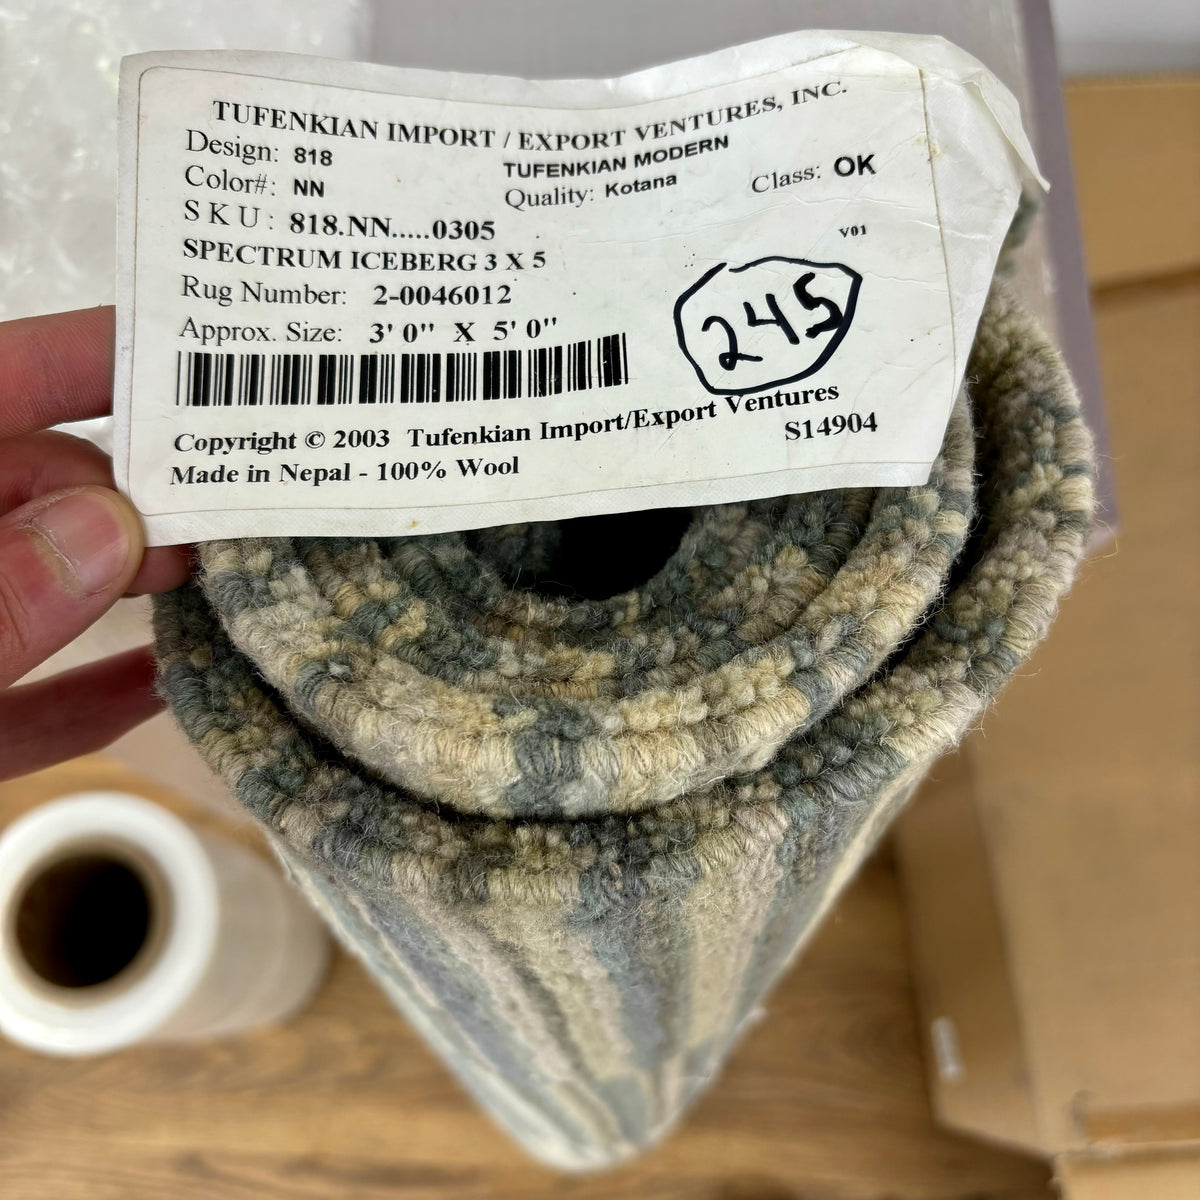 TUFENKIAN IMPORT / EXPORT VENTURES, INC.
Design: 818
TUFENKIAN MODERN
Color#: NN
Quality: Kotana
Class: OK
SKU: 818.NN.....0305
V01
SPECTRUM ICEBERG 3 X 5
Rug Number: 2-0046012
245
Approx. Size: 3' 0" X 5' 0"
Copyright © 2003 Tufenkian Import/Export Ventures
Made in Nepal - 100% Wool
S14904